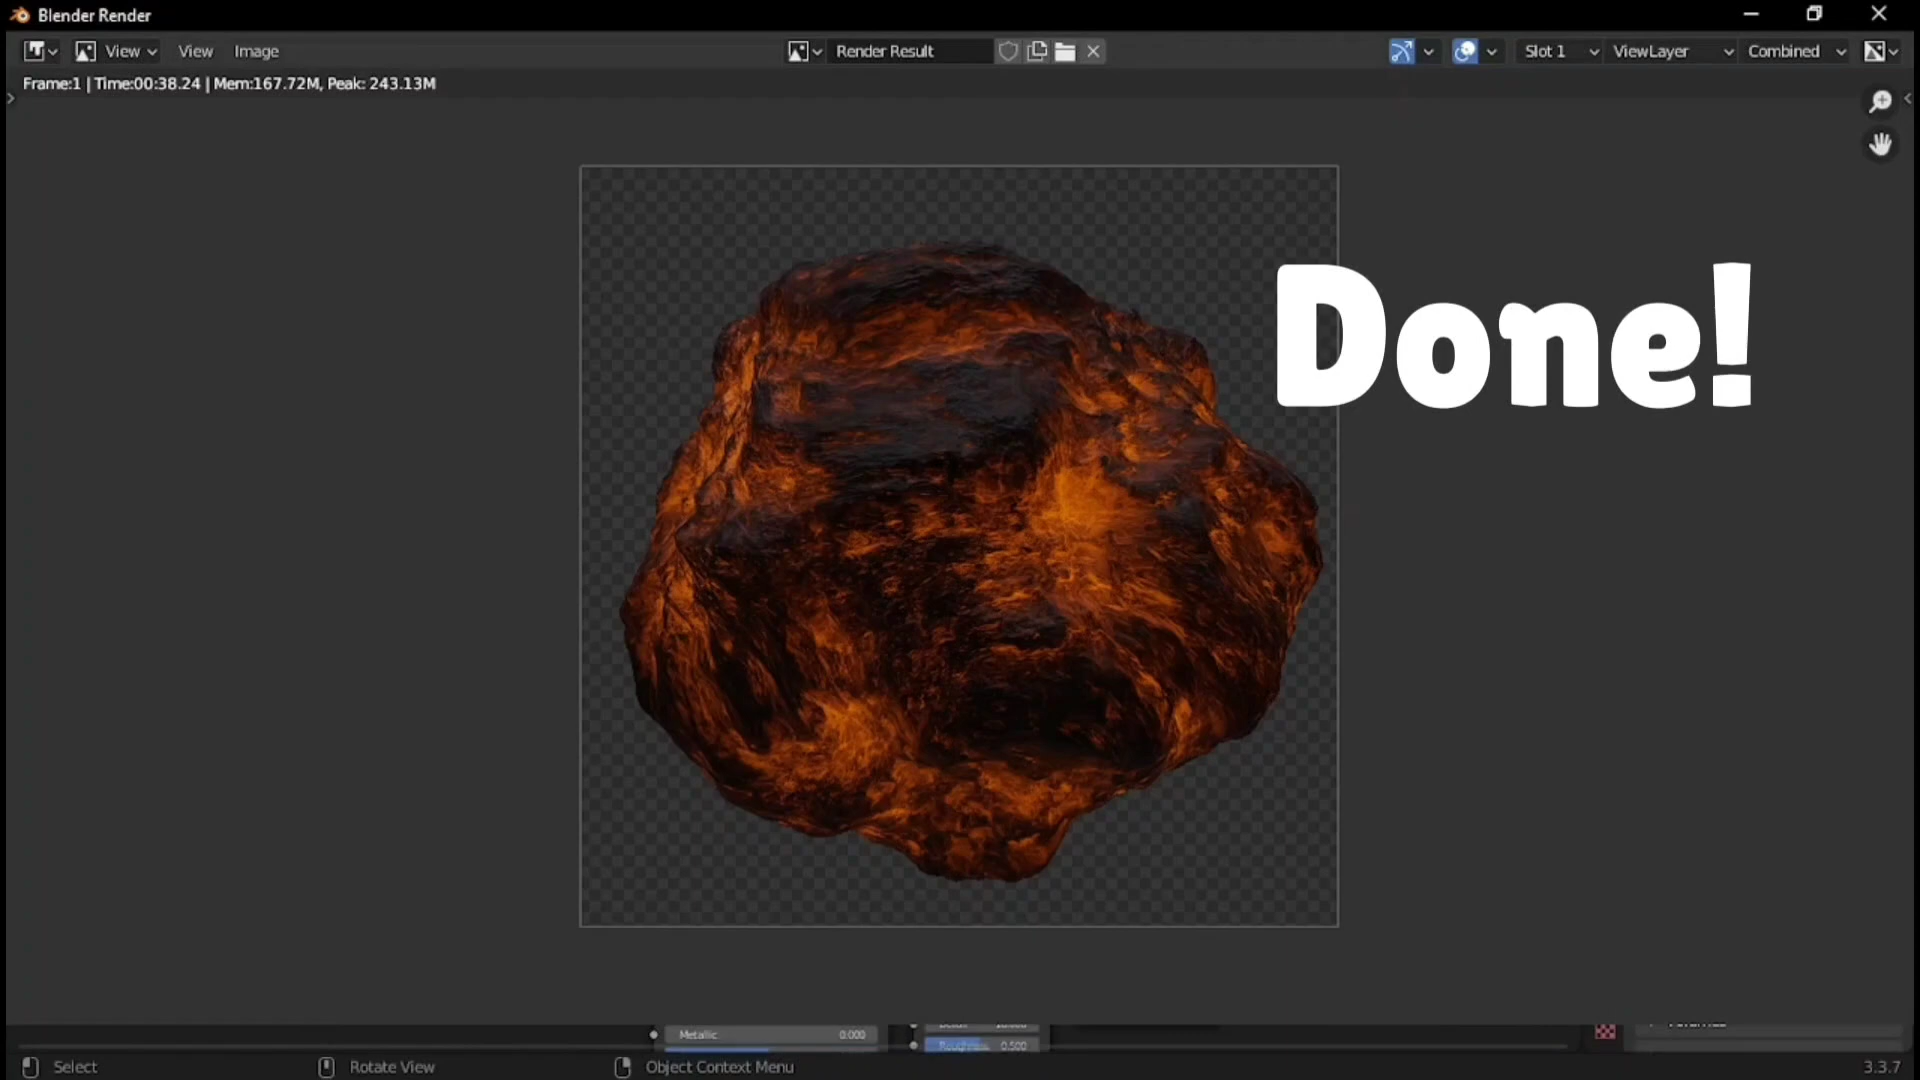 Blender Render
View View Image Render Result Slot 1 ViewLayer Combined
Frame:1 | Time:00:38.24 | Mem:167.72M, Peak: 243.13M
Done!
Metallic 0.000
Roughness 0.500
Select Rotate View Object Context Menu 3.3.7